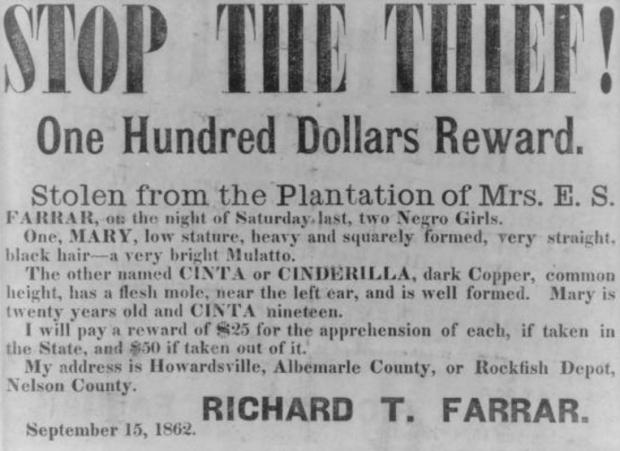 STOP THE THIEF!
One Hundred Dollars Reward.
Stolen from the Plantation of Mrs. E. S.
FARRAR, on the night of Saturday last, two Negro Girls.
One, MARY, low stature, heavy and squarely formed, very straight,
black hair—a very bright Mulatto.
The other named CINTA or CINDERILLA, dark Copper, common
height, has a flesh mole, near the left ear, and is well formed. Mary is
twenty years old and CINTA nineteen.
I will pay a reward of $25 for the apprehension of each, if taken in
the State, and $50 if taken out of it.
My address is Howardsville, Albemarle County, or Rockfish Depot,
Nelson County.
RICHARD T. FARRAR.
September 15, 1862.